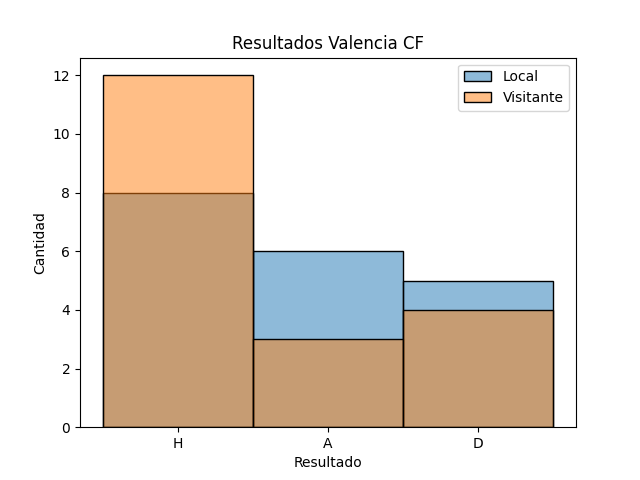 Resultados Valencia CF
Local
Visitante
12
10
8
6
4
2
0
Cantidad
H A D
Resultado